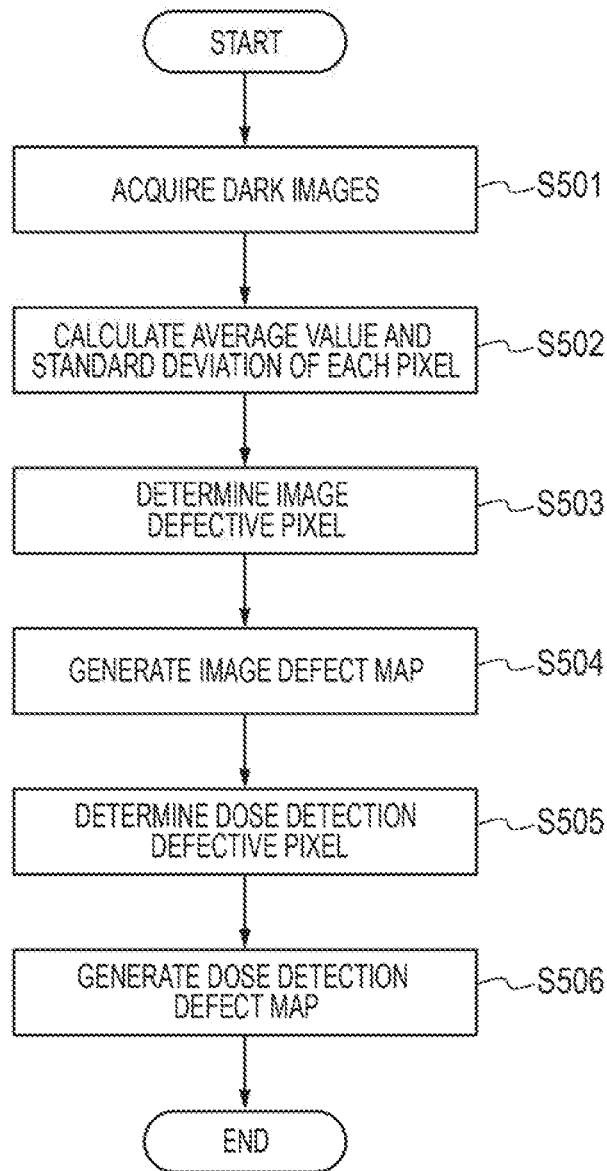 START
ACQUIRE DARK IMAGES
S501
CALCULATE AVERAGE VALUE AND
STANDARD DEVIATION OF EACH PIXEL
S502
DETERMINE IMAGE
DEFECTIVE PIXEL
S503
GENERATE IMAGE DEFECT MAP
S504
DETERMINE DOSE DETECTION
DEFECTIVE PIXEL
S505
GENERATE DOSE DETECTION
DEFECT MAP
S506
END